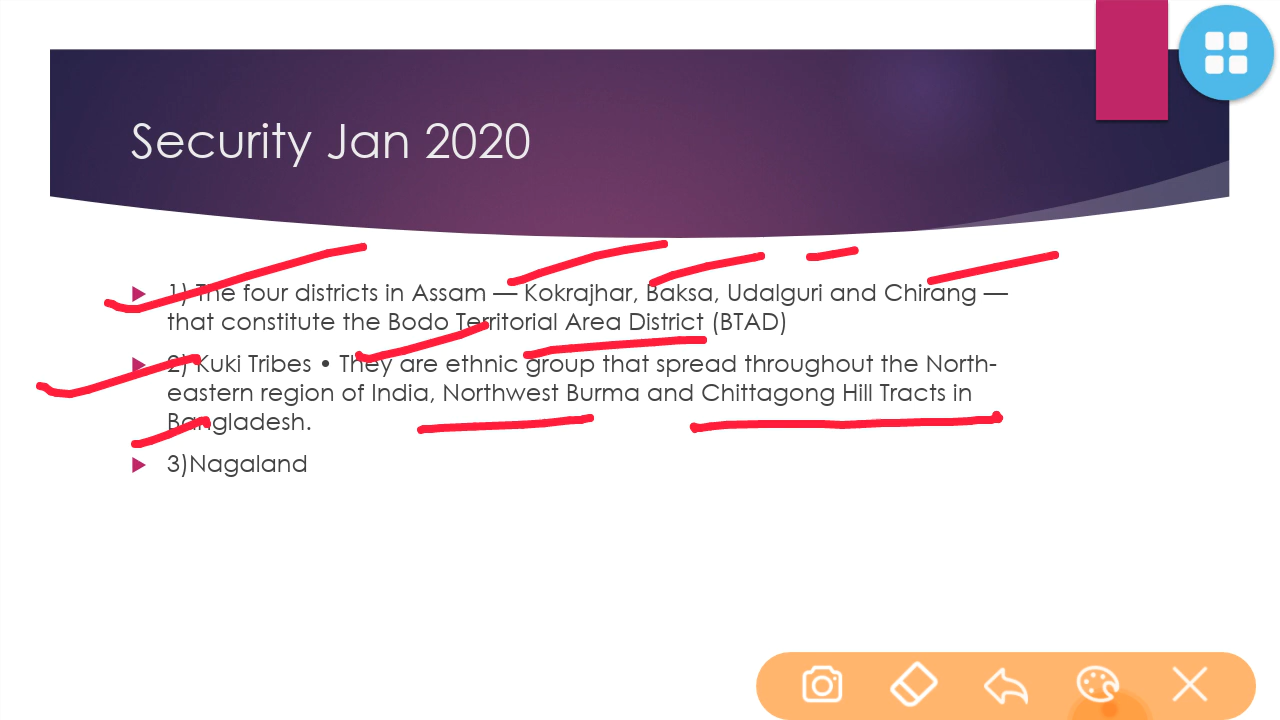 Security Jan 2020
1) The four districts in Assam — Kokrajhar, Baksa, Udalguri and Chirang —
that constitute the Bodo Territorial Area District (BTAD)
2) Kuki Tribes • They are ethnic group that spread throughout the North-
eastern region of India, Northwest Burma and Chittagong Hill Tracts in
Bangladesh.
3)Nagaland